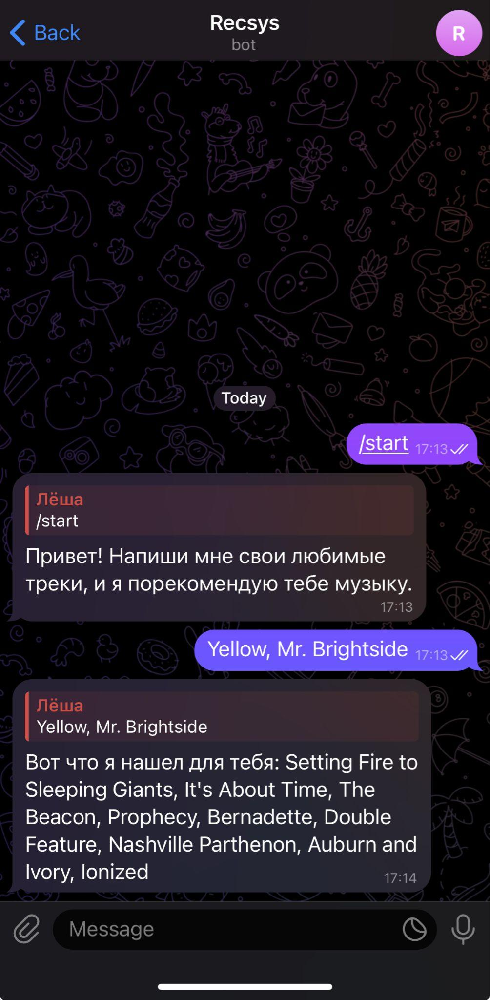 Back
Recsys
bot
R
Today
/start 17:13
Лёша
/start
Привет! Напиши мне свои любимые
треки, и я порекомендую тебе музыку.
17:13
Yellow, Mr. Brightside 17:13
Лёша
Yellow, Mr. Brightside
Вот что я нашел для тебя: Setting Fire to
Sleeping Giants, It's About Time, The
Beacon, Prophecy, Bernadette, Double
Feature, Nashville Parthenon, Auburn and
Ivory, Ionized
17:14
Message